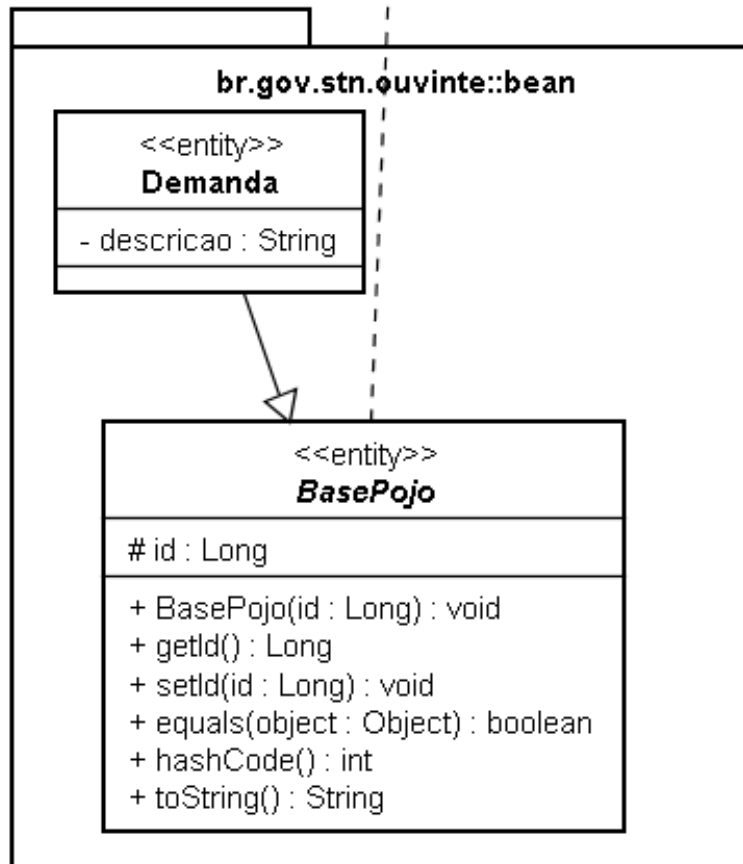 br.gov.stn.ouvinte::bean
<<entity>>
Demanda
- descricao : String
<<entity>>
BasePojo
# id : Long
+ BasePojo(id : Long) : void
+ getId() : Long
+ setId(id : Long) : void
+ equals(object : Object) : boolean
+ hashCode() : int
+ toString() : String